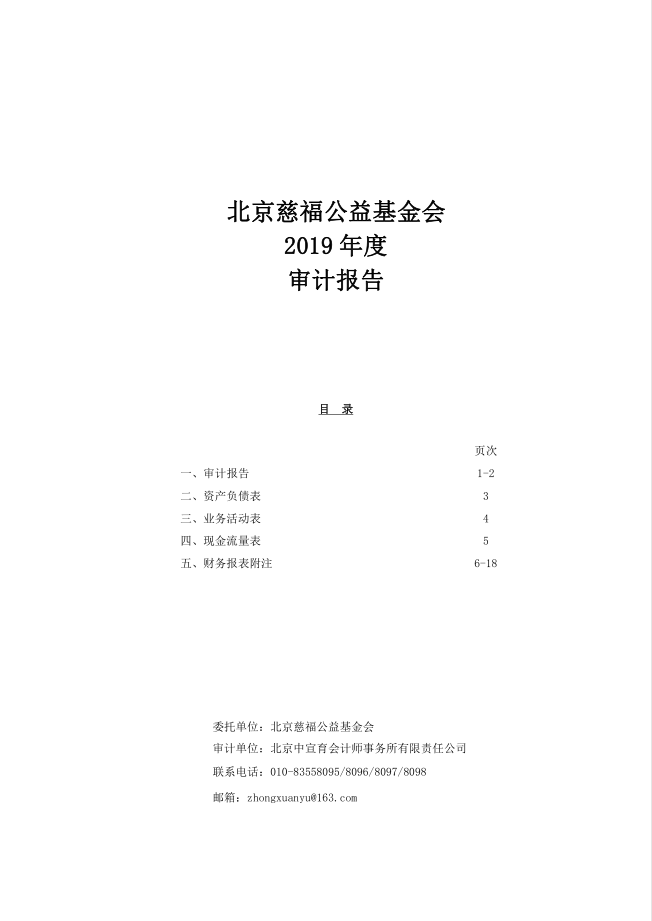 北京慈福公益基金会
2019 年度
审计报告
目 录
页次
一、审计报告 1-2
二、资产负债表 3
三、业务活动表 4
四、现金流量表 5
五、财务报表附注 6-18
委托单位：北京慈福公益基金会
审计单位：北京中宣育会计师事务所有限责任公司
联系电话：010-83558095/8096/8097/8098
邮箱：zhongxuanyu@163.com